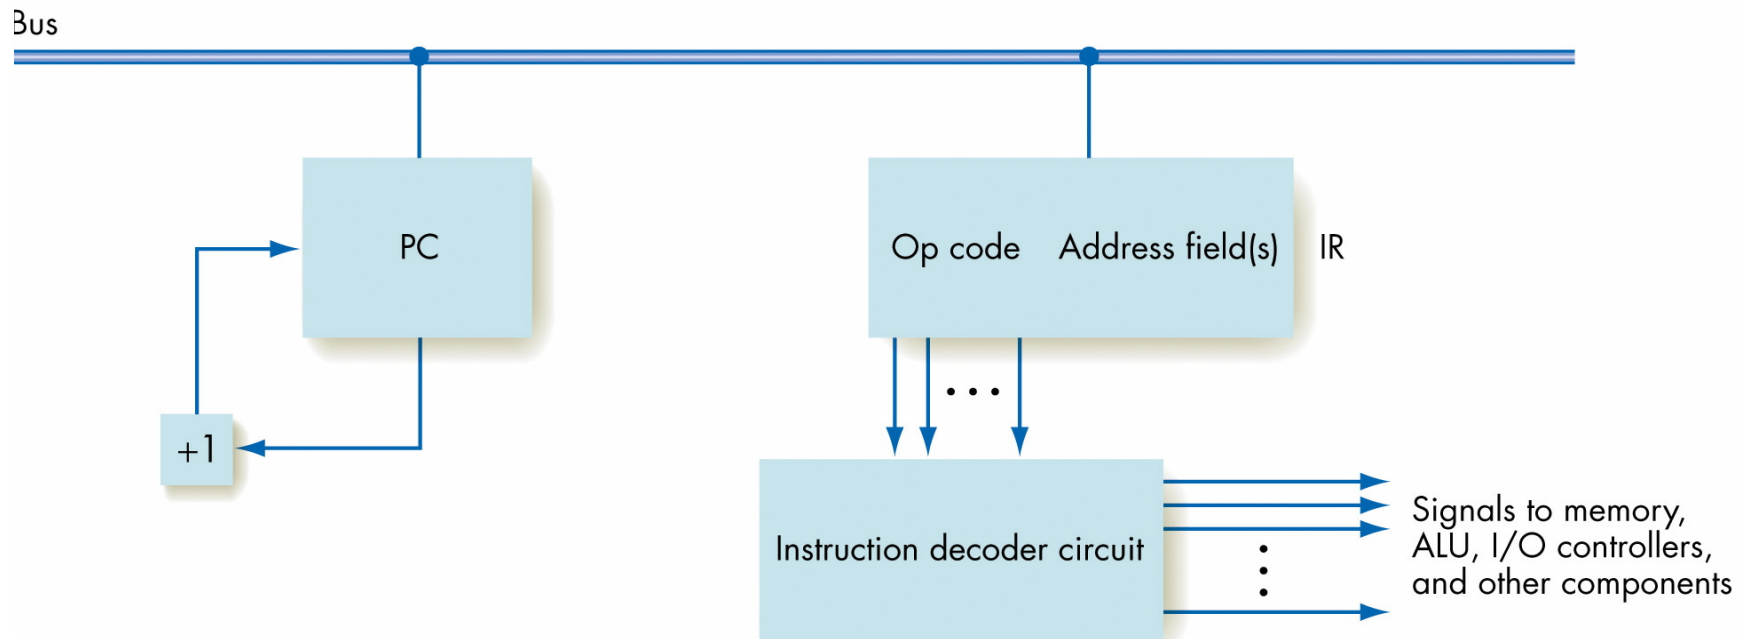 Bus
PC
Op code Address field(s) IR
+1
Instruction decoder circuit
Signals to memory,
ALU, I/O controllers,
and other components